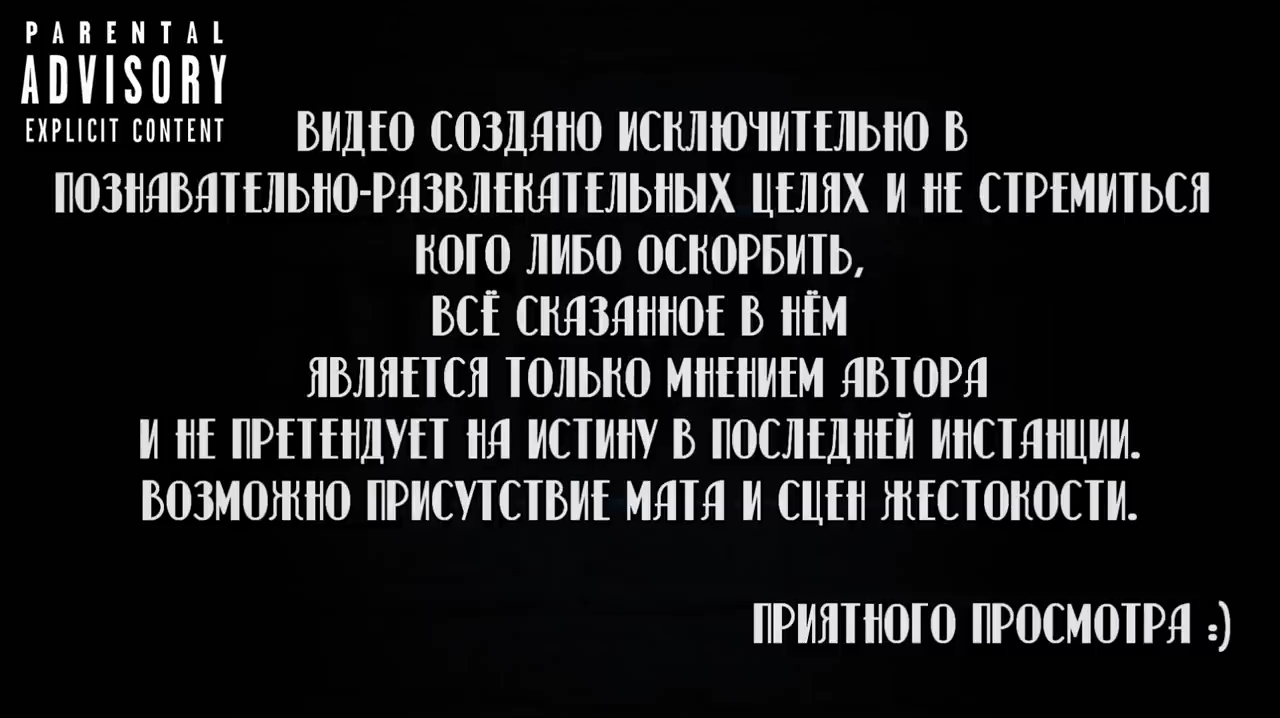 PARENTAL
ADVISORY
EXPLICIT CONTENT
ВИДЕО СОЗДАНО ИСКЛЮЧИТЕЛЬНО В
ПОЗНАВАТЕЛЬНО-РАЗВЛЕКАТЕЛЬНЫХ ЦЕЛЯХ И НЕ СТРЕМИТЬСЯ
КОГО ЛИБО ОСКОРБИТЬ,
ВСЁ СКАЗАННОЕ В НЁМ
ЯВЛЯЕТСЯ ТОЛЬКО МНЕНИЕМ АВТОРА
И НЕ ПРЕТЕНДУЕТ НА ИСТИНУ В ПОСЛЕДНЕЙ ИНСТАНЦИИ.
ВОЗМОЖНО ПРИСУТСТВИЕ МАТА И СЦЕН ЖЕСТОКОСТИ.
ПРИЯТНОГО ПРОСМОТРА :)